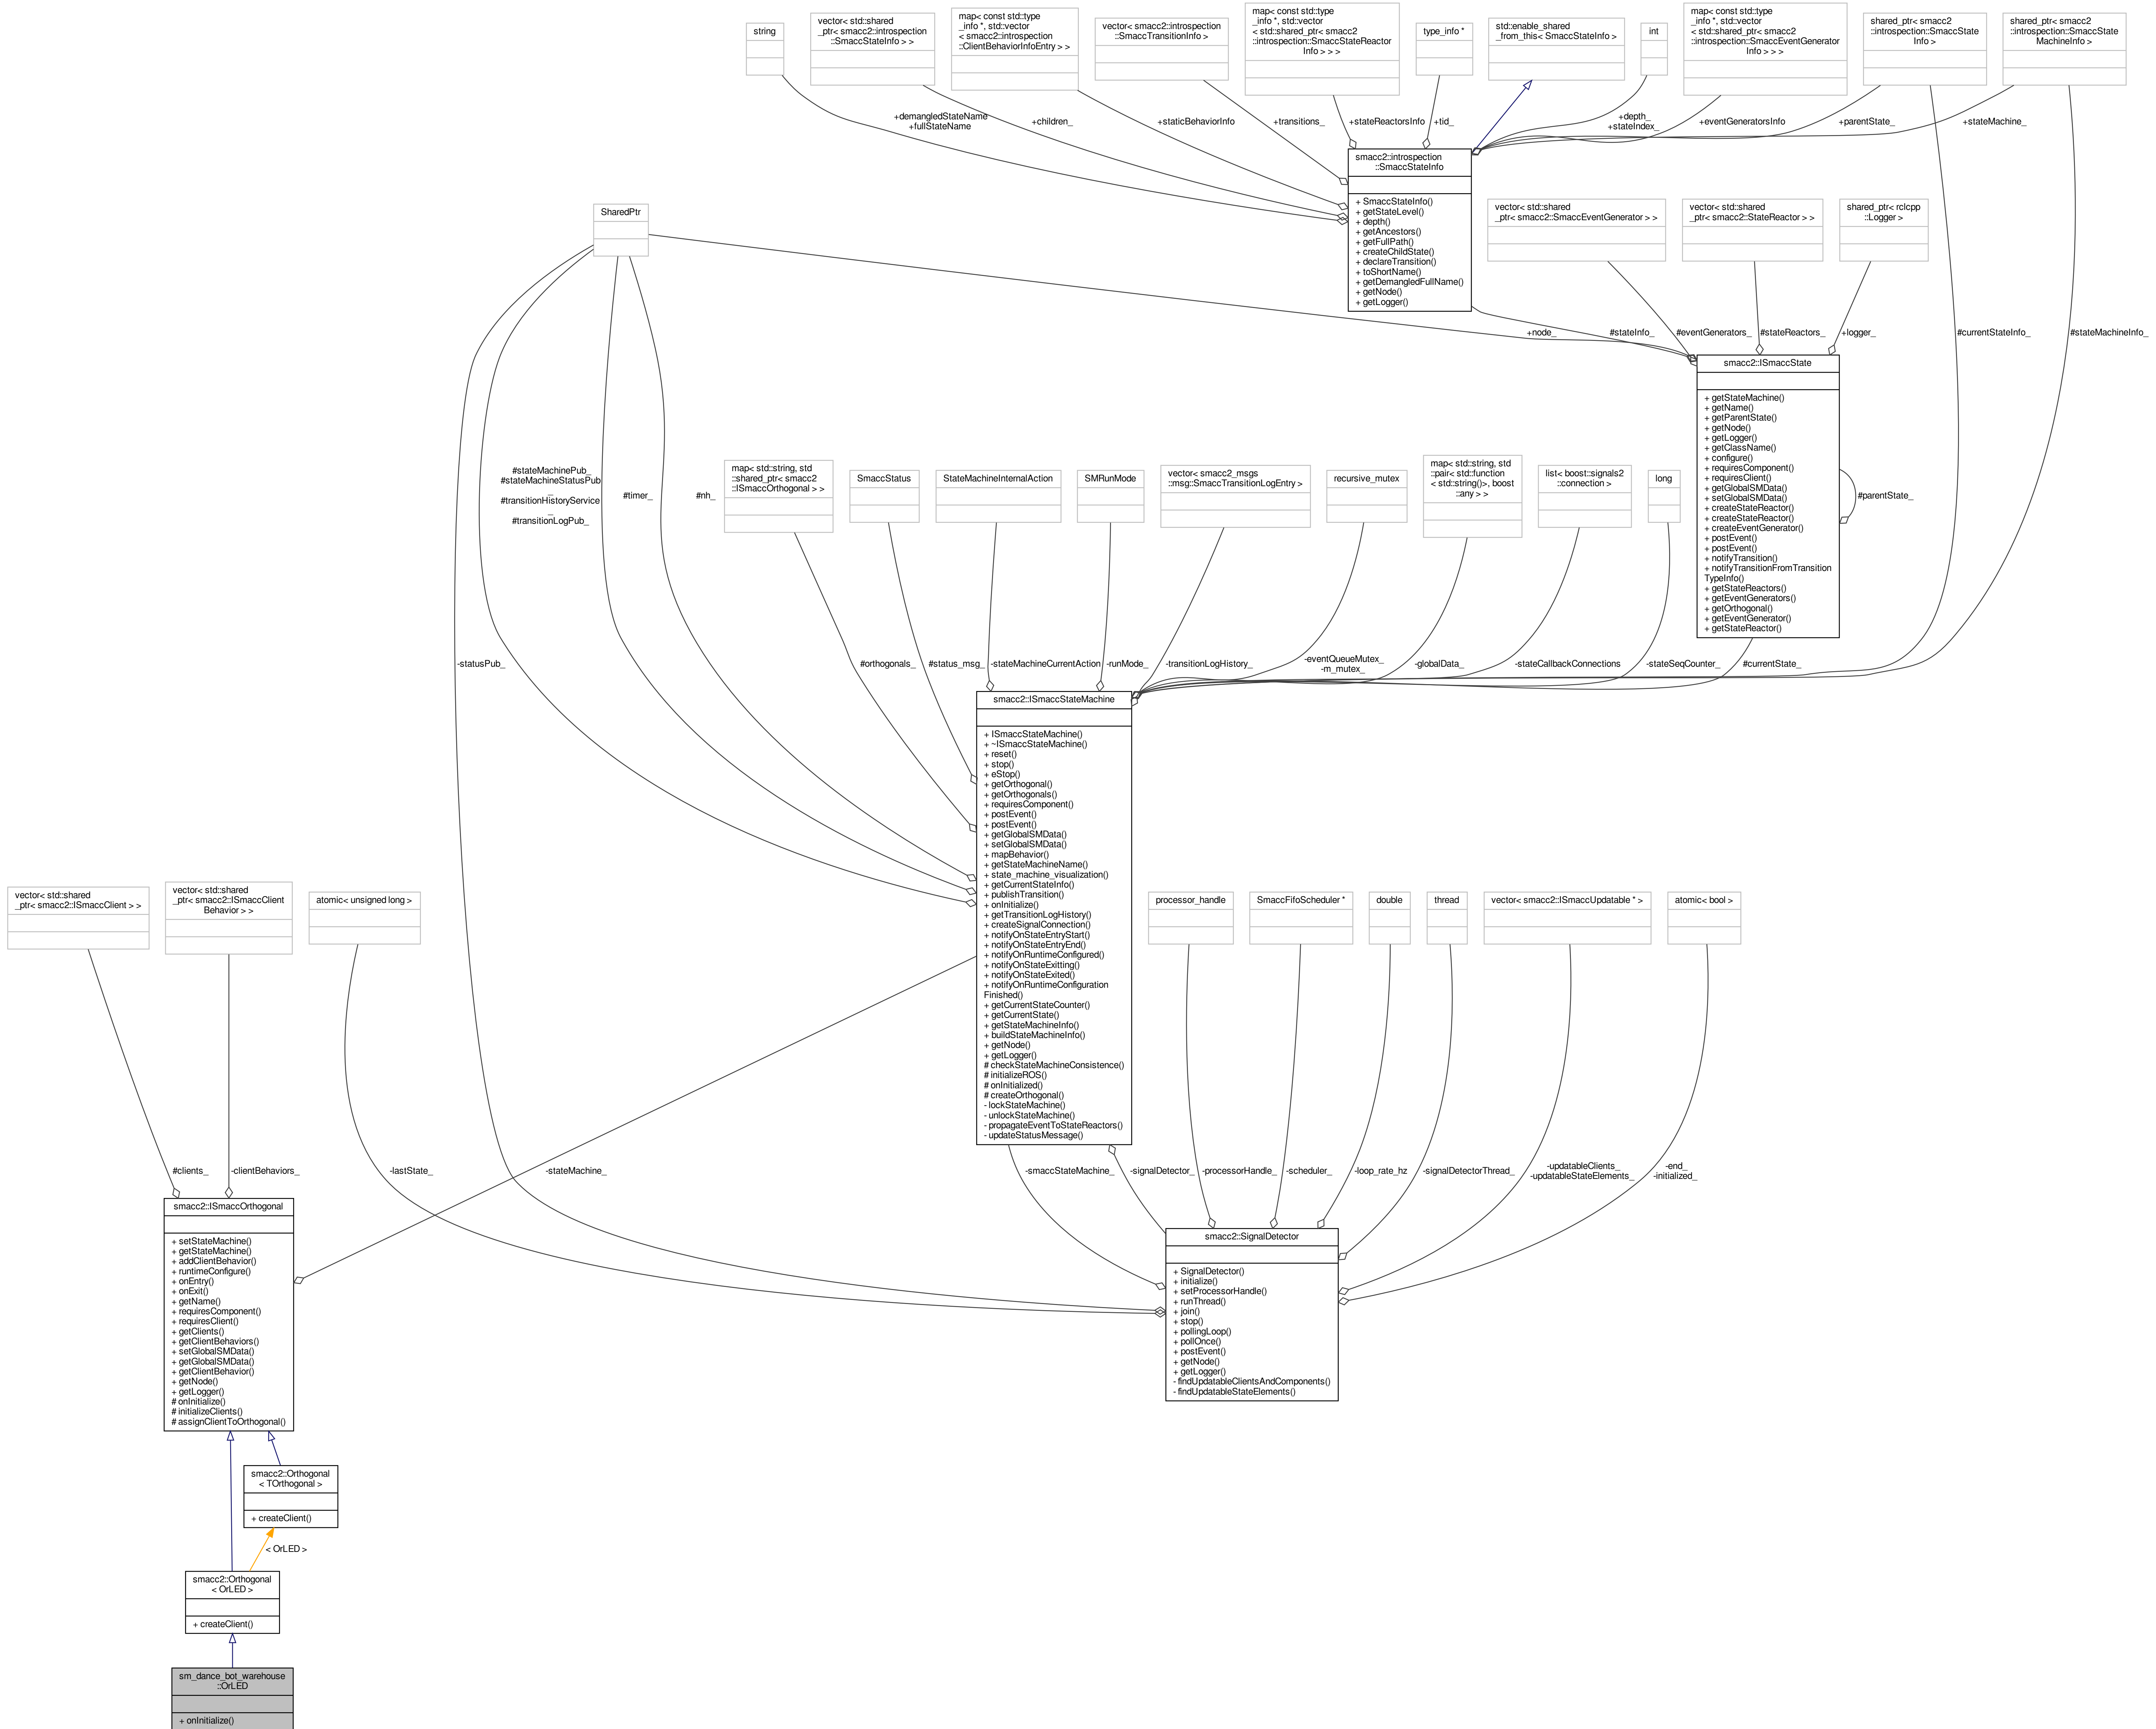 string
vector< std::shared
_ptr< smacc2::introspection
::SmaccStateInfo > >
map< const std::type
_info *, std::vector
< smacc2::introspection
::ClientBehaviorInfoEntry > >
vector< smacc2::introspection
::SmaccTransitionInfo >
map< const std::type
_info *, std::vector
< std::shared_ptr< smacc2
::introspection::SmaccStateReactor
Info > > >
type_info *
std::enable_shared
_from_this< SmaccStateInfo >
int
map< const std::type
_info *, std::vector
< std::shared_ptr< smacc2
::introspection::SmaccEventGenerator
Info > > >
shared_ptr< smacc2
::introspection::SmaccState
Info >
shared_ptr< smacc2
::introspection::SmaccState
MachineInfo >
+demangledStateName
+fullStateName
+children_
+staticBehaviorInfo
+transitions_
+stateReactorsInfo
+tid_
+depth_
+stateIndex_
+eventGeneratorsInfo
+parentState_
+stateMachine_
smacc2::introspection
::SmaccStateInfo
+ SmaccStateInfo()
+ getStateLevel()
+ depth()
+ getAncestors()
+ getFullPath()
+ createChildState()
+ declareTransition()
+ toShortName()
+ getDemangledFullName()
+ getNode()
+ getLogger()
SharedPtr
vector< std::shared
_ptr< smacc2::SmaccEventGenerator > >
vector< std::shared
_ptr< smacc2::StateReactor > >
shared_ptr< rclcpp
::Logger >
+node_
#stateInfo_
#eventGenerators_
#stateReactors_
+logger_
#currentStateInfo_
#stateMachineInfo_
smacc2::ISmaccState
+ getStateMachine()
+ getName()
+ getParentState()
+ getNode()
+ getLogger()
+ getClassName()
+ configure()
+ requiresComponent()
+ requiresClient()
+ getGlobalSMData()
+ setGlobalSMData()
+ createStateReactor()
+ createStateReactor()
+ createEventGenerator()
+ postEvent()
+ postEvent()
+ notifyTransition()
+ notifyTransitionFromTransition
TypeInfo()
+ getStateReactors()
+ getEventGenerators()
+ getOrthogonal()
+ getEventGenerator()
+ getStateReactor()
#parentState_
#stateMachinePub_
#stateMachineStatusPub
_
#transitionHistoryService
_
#transitionLogPub_
#timer_
#nh_
map< std::string, std
::shared_ptr< smacc2
::ISmaccOrthogonal > >
SmaccStatus
StateMachineInternalAction
SMRunMode
vector< smacc2_msgs
::msg::SmaccTransitionLogEntry >
recursive_mutex
map< std::string, std
::pair< std::function
< std::string()>, boost
::any > >
list< boost::signals2
::connection >
long
-statusPub_
#orthogonals_
#status_msg_
-stateMachineCurrentAction
-runMode_
-transitionLogHistory_
-eventQueueMutex_
-m_mutex_
-globalData_
-stateCallbackConnections
-stateSeqCounter_
#currentState_
smacc2::ISmaccStateMachine
+ ISmaccStateMachine()
+ ~ISmaccStateMachine()
+ reset()
+ stop()
+ eStop()
+ getOrthogonal()
+ getOrthogonals()
+ requiresComponent()
+ postEvent()
+ postEvent()
+ getGlobalSMData()
+ setGlobalSMData()
+ mapBehavior()
+ getStateMachineName()
+ state_machine_visualization()
+ getCurrentStateInfo()
+ publishTransition()
+ onInitialize()
+ getTransitionLogHistory()
+ createSignalConnection()
+ notifyOnStateEntryStart()
+ notifyOnStateEntryEnd()
+ notifyOnRuntimeConfigured()
+ notifyOnStateExitting()
+ notifyOnStateExited()
+ notifyOnRuntimeConfiguration
Finished()
+ getCurrentStateCounter()
+ getCurrentState()
+ getStateMachineInfo()
+ buildStateMachineInfo()
+ getNode()
+ getLogger()
# checkStateMachineConsistence()
# initializeROS()
# onInitialized()
# createOrthogonal()
- lockStateMachine()
- unlockStateMachine()
- propagateEventToStateReactors()
- updateStatusMessage()
vector< std::shared
_ptr< smacc2::ISmaccClient > >
vector< std::shared
_ptr< smacc2::ISmaccClient
Behavior > >
atomic< unsigned long >
processor_handle
SmaccFifoScheduler *
double
thread
vector< smacc2::ISmaccUpdatable * >
atomic< bool >
#clients_
-clientBehaviors_
-lastState_
-stateMachine_
-smaccStateMachine_
-signalDetector_
-processorHandle_
-scheduler_
-loop_rate_hz
-signalDetectorThread_
-updatableClients_
-updatableStateElements_
-end_
-initialized_
smacc2::ISmaccOrthogonal
+ setStateMachine()
+ getStateMachine()
+ addClientBehavior()
+ runtimeConfigure()
+ onEntry()
+ onExit()
+ getName()
+ requiresComponent()
+ requiresClient()
+ getClients()
+ getClientBehaviors()
+ setGlobalSMData()
+ getGlobalSMData()
+ getClientBehavior()
+ getNode()
+ getLogger()
# onInitialize()
# initializeClients()
# assignClientToOrthogonal()
smacc2::SignalDetector
+ SignalDetector()
+ initialize()
+ setProcessorHandle()
+ runThread()
+ join()
+ stop()
+ pollingLoop()
+ pollOnce()
+ postEvent()
+ getNode()
+ getLogger()
- findUpdatableClientsAndComponents()
- findUpdatableStateElements()
smacc2::Orthogonal
< TOrthogonal >
+ createClient()
< OrLED >
smacc2::Orthogonal
< OrLED >
+ createClient()
sm_dance_bot_warehouse
::OrLED
+ onInitialize()